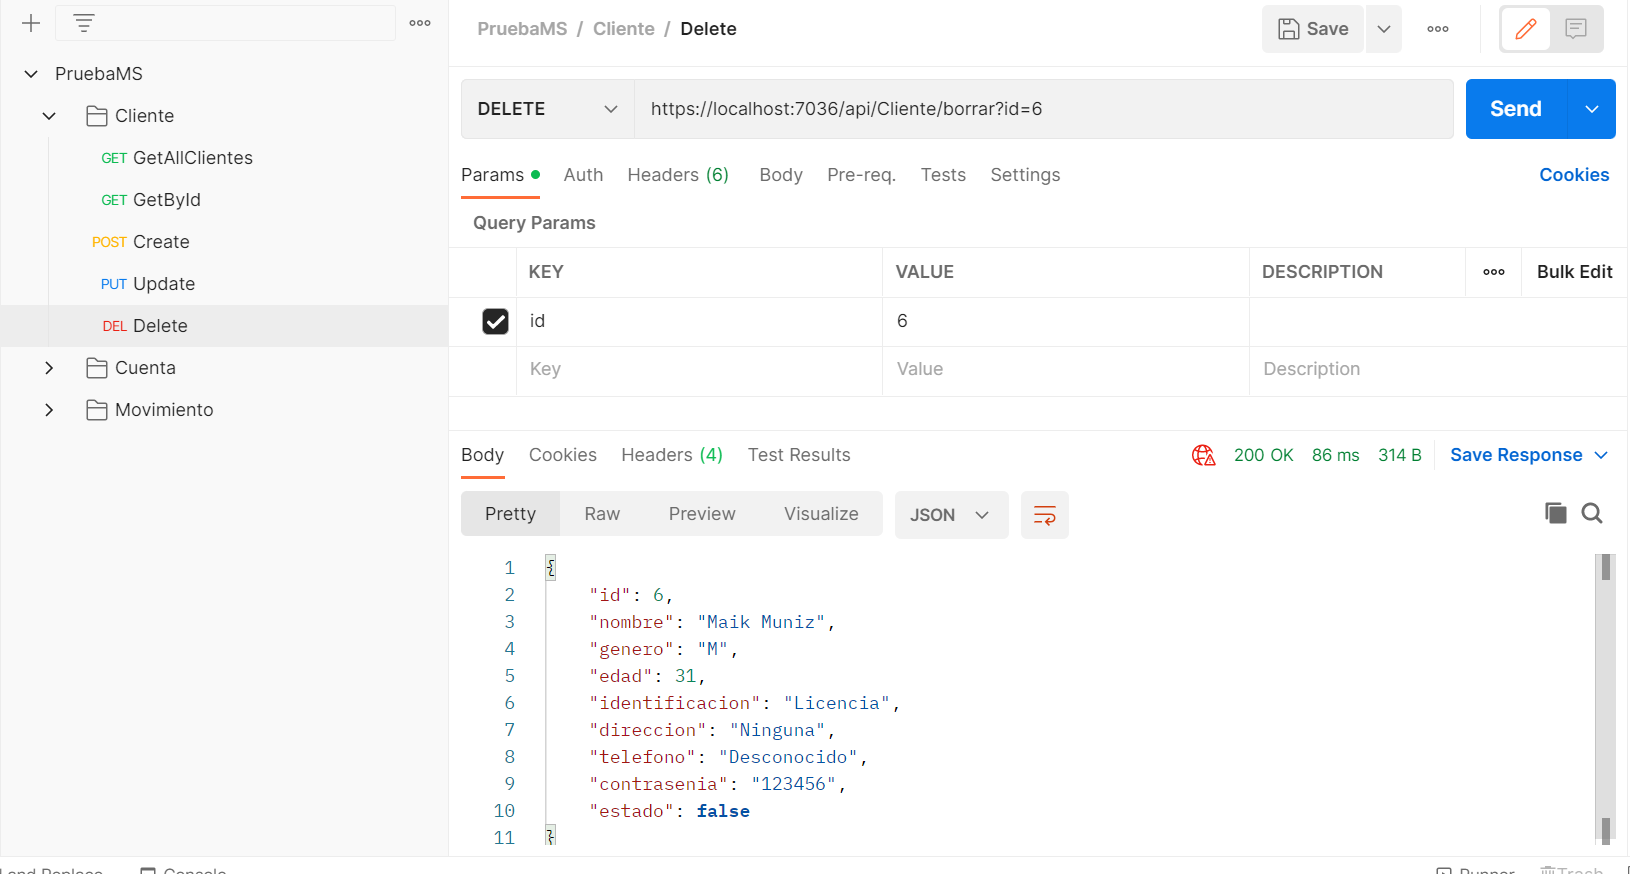 PruebaMS / Cliente / Delete
Save
PruebaMS
Cliente
GET GetAllClientes
GET GetById
POST Create
PUT Update
DEL Delete
Cuenta
Movimiento
DELETE
https://localhost:7036/api/Cliente/borrar?id=6
Send
Params
Auth
Headers (6)
Body
Pre-req.
Tests
Settings
Cookies
Query Params
KEY
VALUE
DESCRIPTION
Bulk Edit
id
6
Key
Value
Description
Body
Cookies
Headers (4)
Test Results
200 OK
86 ms
314 B
Save Response
Pretty
Raw
Preview
Visualize
JSON
1 {
2 "id": 6,
3 "nombre": "Maik Muniz",
4 "genero": "M",
5 "edad": 31,
6 "identificacion": "Licencia",
7 "direccion": "Ninguna",
8 "telefono": "Desconocido",
9 "contrasenia": "123456",
10 "estado": false
11 }
and Replace
Console
Runner
Trash